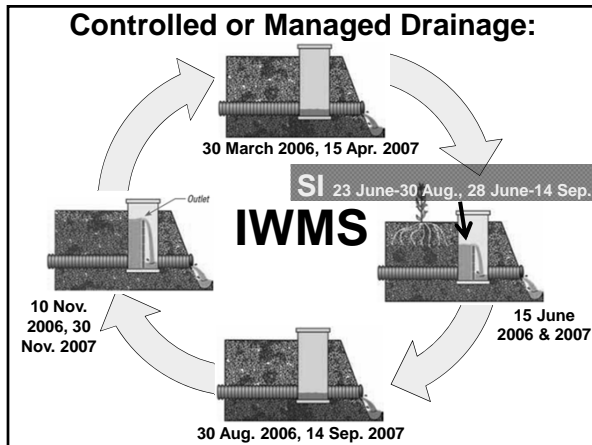 Controlled or Managed Drainage:
30 March 2006, 15 Apr. 2007
SI 23 June-30 Aug., 28 June-14 Sep.
Outlet
IWMS
15 June
2006 & 2007
10 Nov.
2006, 30
Nov. 2007
30 Aug. 2006, 14 Sep. 2007